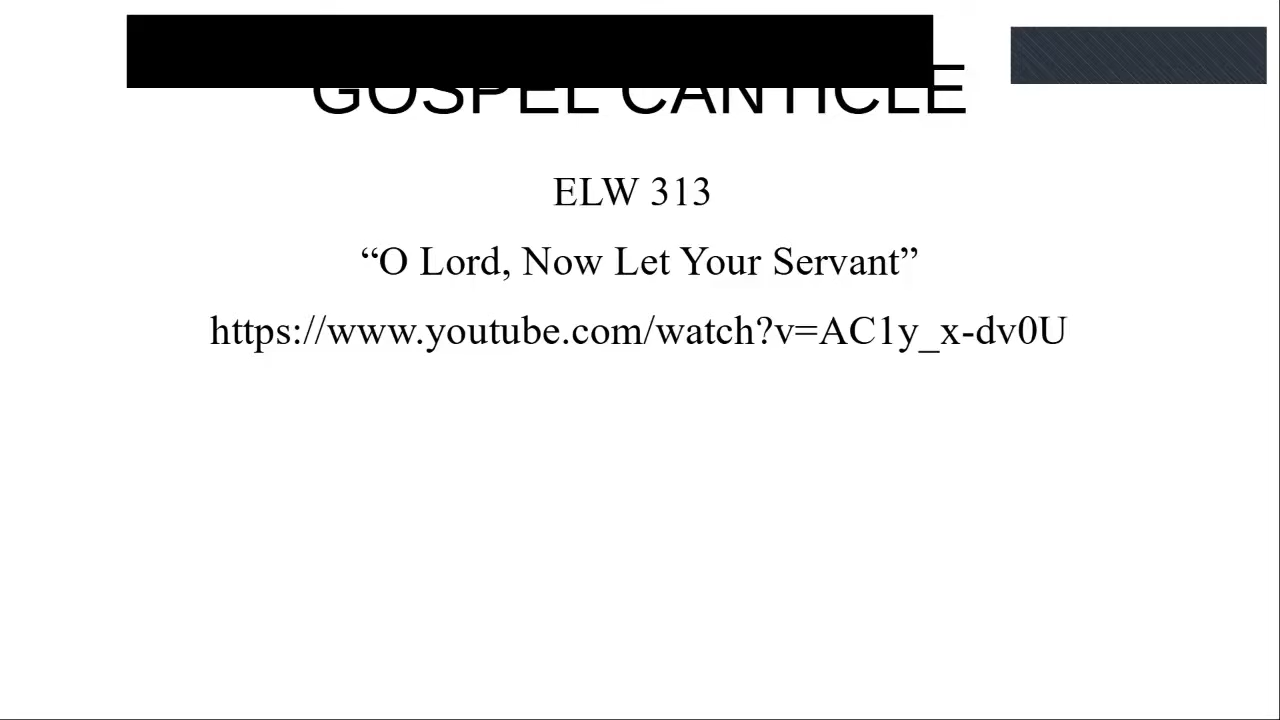 GOSPEL CANTICLE
ELW 313
“O Lord, Now Let Your Servant”
https://www.youtube.com/watch?v=AC1y_x-dv0U